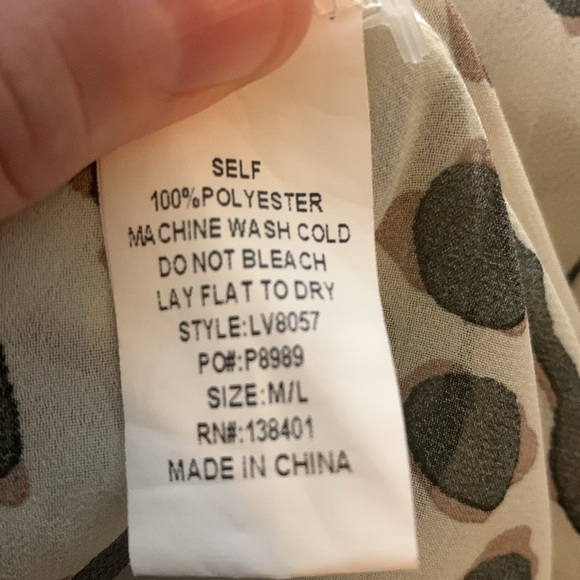 SELF
100%POLYESTER
MACHINE WASH COLD
DO NOT BLEACH
LAY FLAT TO DRY
STYLE:LV8057
PO#:P8989
SIZE:M/L
RN#:138401
MADE IN CHINA